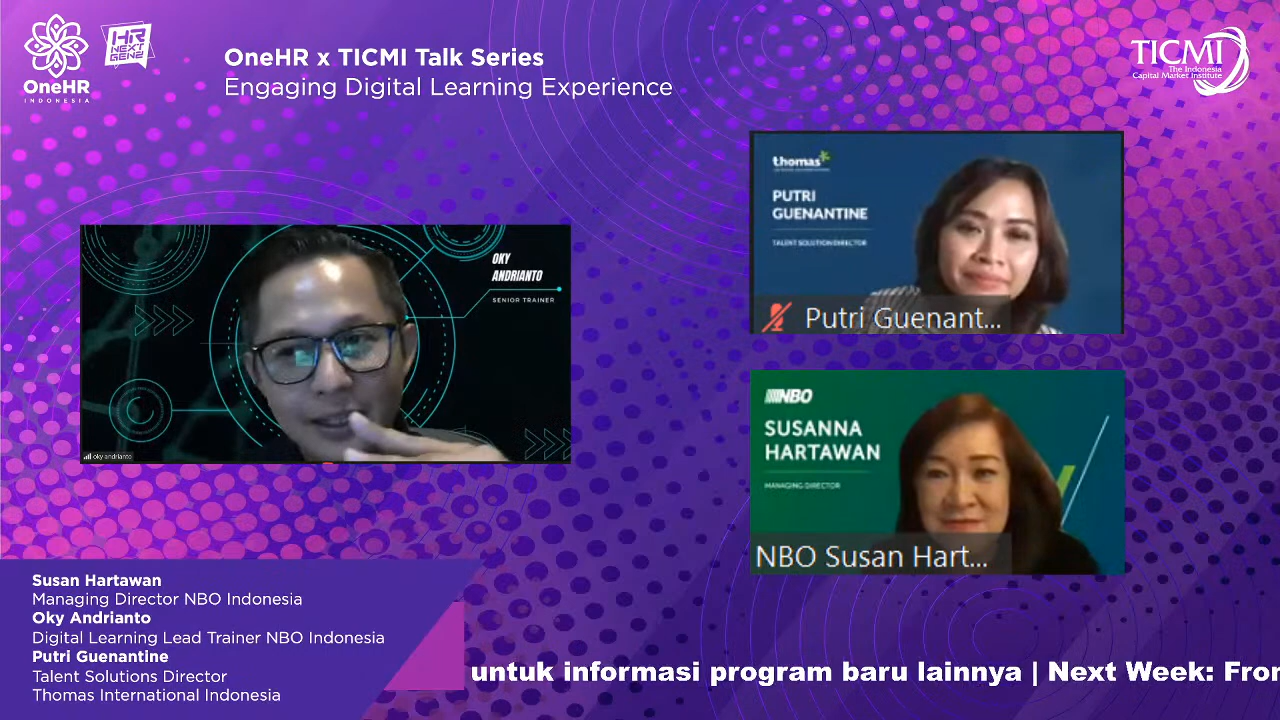 OneHR
INDONESIA
HR
NEXT
GENZ
OneHR x TICMI Talk Series
Engaging Digital Learning Experience
TICMI
The Indonesia
Capital Market Institute
OKY
ANDRIANTO
SENIOR TRAINER
oky andrianto
thomas
PUTRI
GUENANTINE
TALENT SOLUTION DIRECTOR
Putri Guenant...
NBO
SUSANNA
HARTAWAN
MANAGING DIRECTOR
NBO Susan Hart...
Susan Hartawan
Managing Director NBO Indonesia
Oky Andrianto
Digital Learning Lead Trainer NBO Indonesia
Putri Guenantine
Talent Solutions Director
Thomas International Indonesia
untuk informasi program baru lainnya | Next Week: Fron